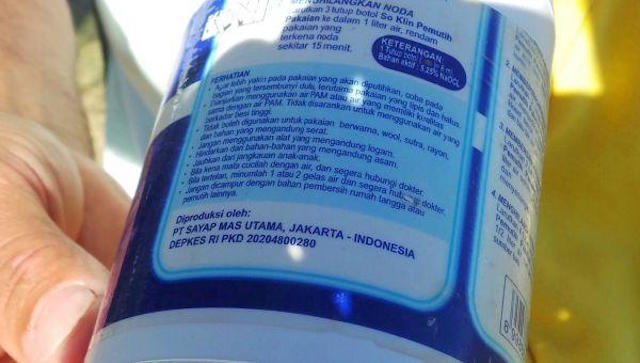 MENGHILANGKAN NODA
Larutkan 3 tutup botol So Klin Pemutih
Pakaian ke dalam 1 liter air, rendam
pakaian yang
terkena noda
sekitar 15 menit.
KETERANGAN:
1 Tutup botol
Bahan aktif : 5,25% NaOCL
PERHATIAN
• Agar lebih yakin pada pakaian yang akan diputihkan, coba pada
bagian yang tersembunyi dulu, terutama pakaian yang tipis dan halus.
• Dianjurkan menggunakan air PAM atau air yang memiliki kualitas
sama dengan air PAM. Tidak disarankan untuk menggunakan air yang
berkadar besi tinggi.
• Tidak boleh digunakan untuk pakaian berwarna, wool, sutra, rayon,
dan bahan yang mengandung serat.
• Jangan menggunakan alat yang mengandung logam.
• Hindarkan dari bahan-bahan yang mengandung asam.
• Jauhkan dari jangkauan anak-anak.
• Bila kena mata cucilah dengan air, dan segera hubungi dokter.
• Bila tertelan, minumlah 1 atau 2 gelas air dan segera hubungi dokter.
• Jangan dicampur dengan bahan pembersih rumah tangga atau
pemutih lainnya.
Diproduksi oleh:
PT SAYAP MAS UTAMA, JAKARTA - INDONESIA
DEPKES RI PKD 20204800280
2.
3.
4.